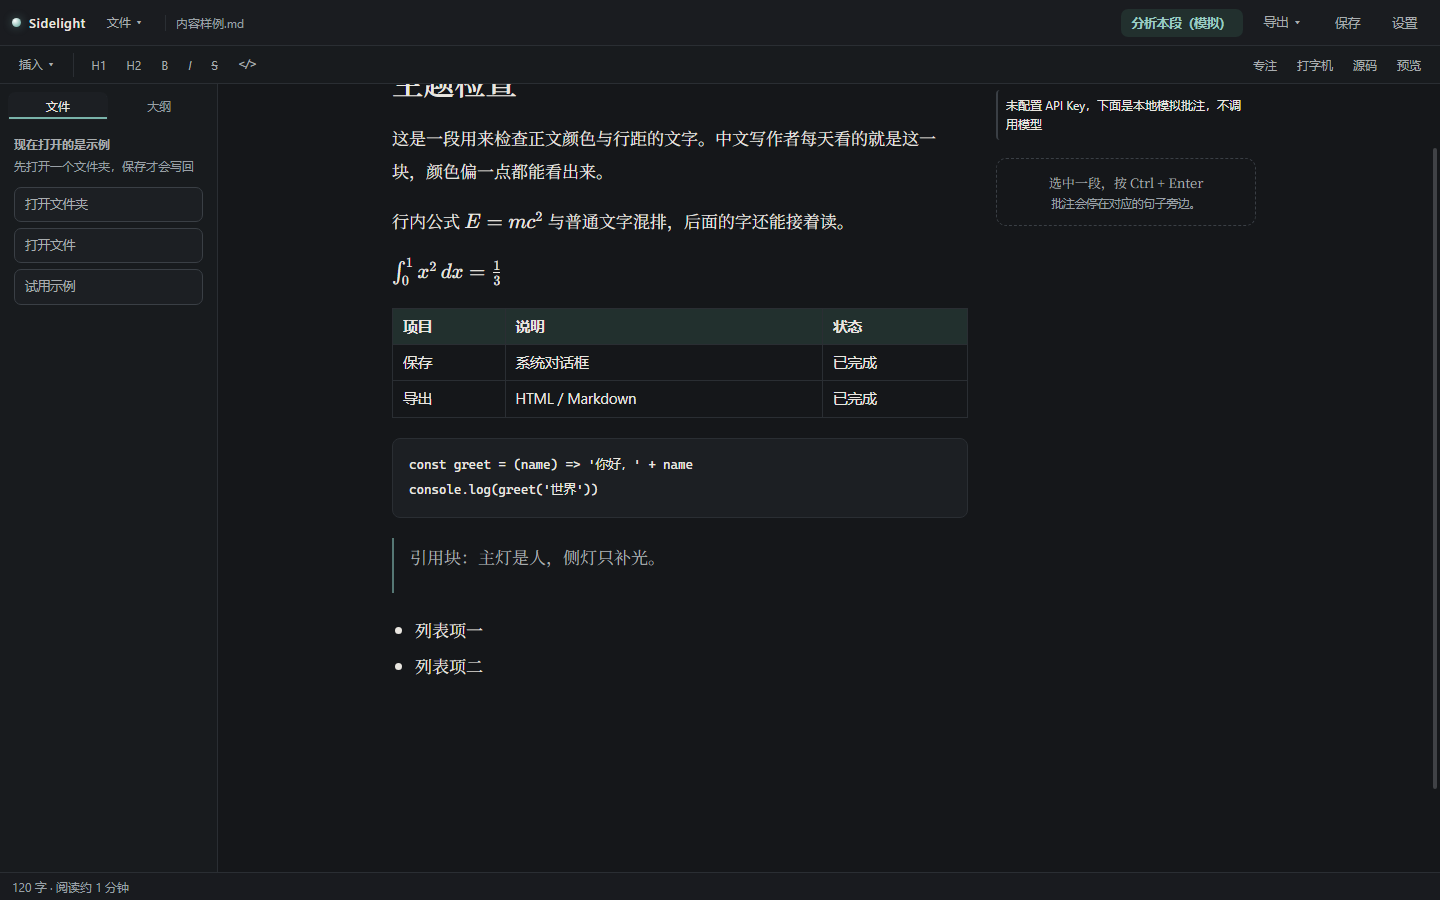 Sidelight 文件 内容样例.md 分析本段（模拟） 导出 保存 设置
插入 H1 H2 B I S </> 专注 打字机 源码 预览
文件 大纲
现在打开的是示例
先打开一个文件夹，保存才会写回
打开文件夹
打开文件
试用示例
主题检查
这是一段用来检查正文颜色与行距的文字。中文写作者每天看的就是这一
块，颜色偏一点都能看出来。
行内公式 E = mc² 与普通文字混排，后面的字还能接着读。
∫₀¹ x² dx = 1/3
项目 说明 状态
保存 系统对话框 已完成
导出 HTML / Markdown 已完成
const greet = (name) => '你好，' + name
console.log(greet('世界'))
引用块：主灯是人，侧灯只补光。
列表项一
列表项二
未配置 API Key，下面是本地模拟批注，不调
用模型
选中一段，按 Ctrl + Enter
批注会停在对应的句子旁边。
120 字 · 阅读约 1 分钟